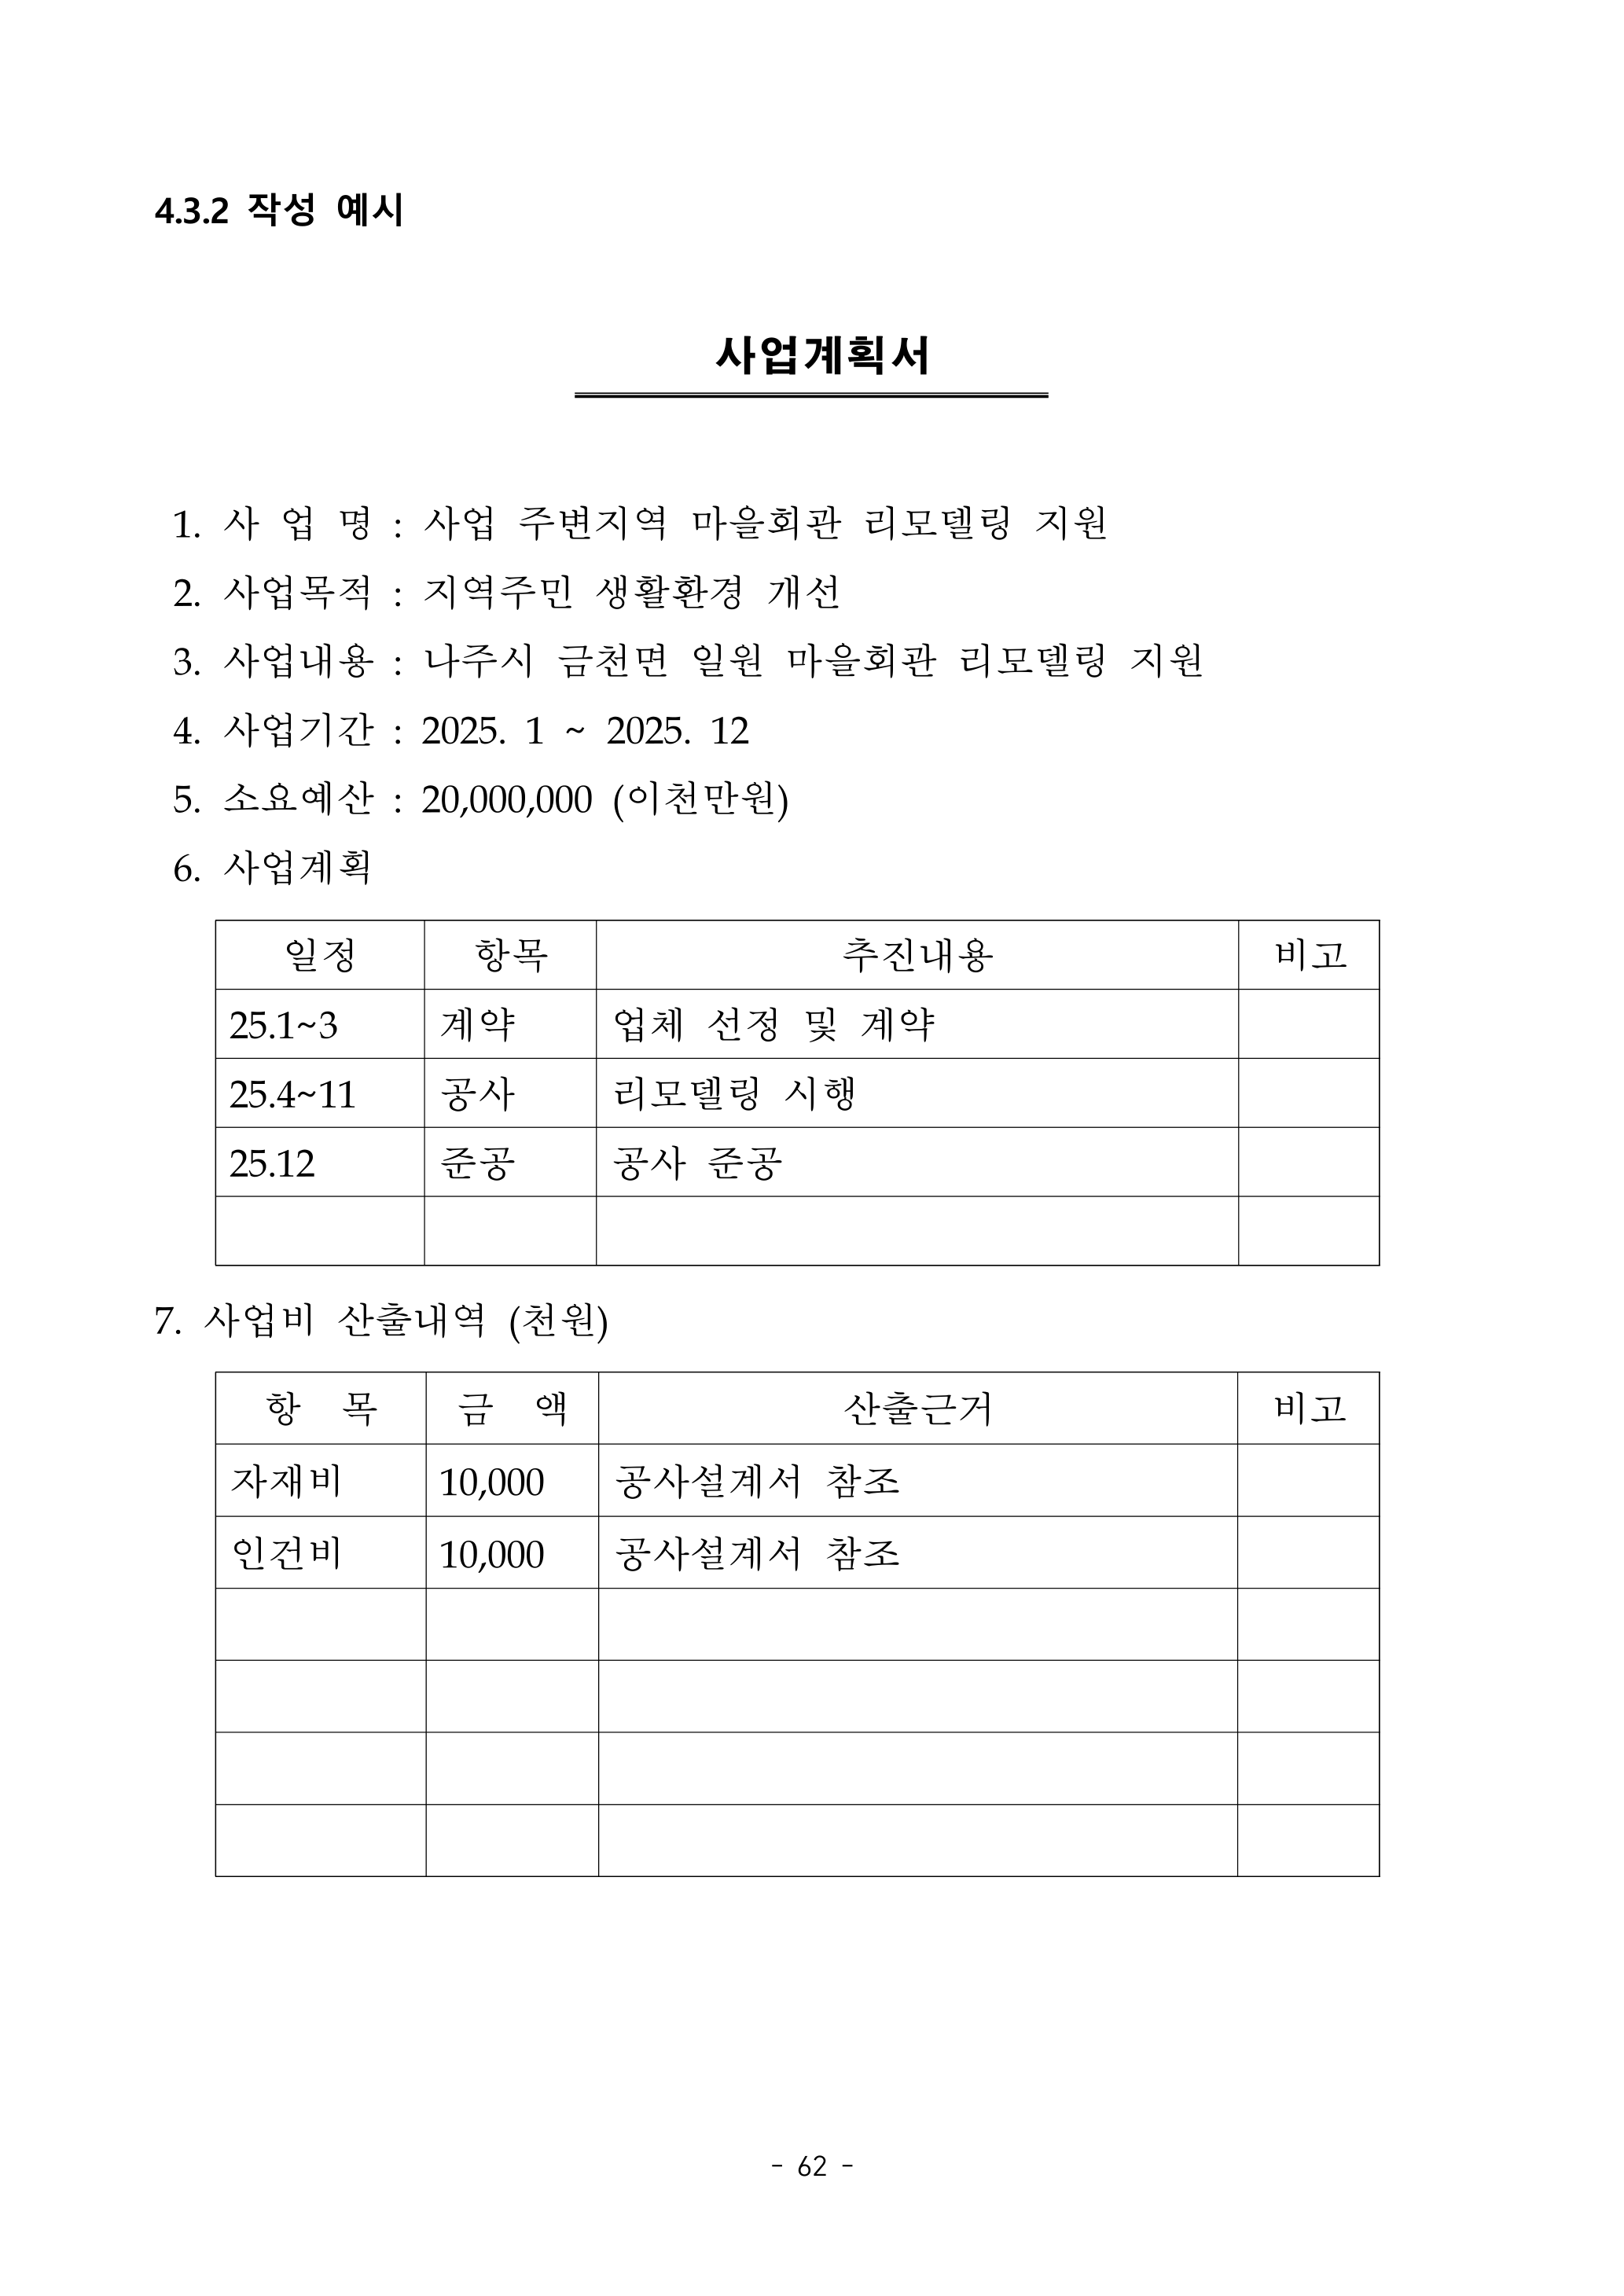 4.3.2 작성 예시
사업계획서
1. 사 업 명 : 사업 주변지역 마을회관 리모델링 지원
2. 사업목적 : 지역주민 생활환경 개선
3. 사업내용 : 나주시 금천면 일원 마을회관 리모델링 지원
4. 사업기간 : 2025. 1 ~ 2025. 12
5. 소요예산 : 20,000,000 (이천만원)
6. 사업계획
일정 항목 추진내용 비고
25.1~3 계약 업체 선정 및 계약
25.4~11 공사 리모델링 시행
25.12 준공 공사 준공
7. 사업비 산출내역 (천원)
항 목 금 액 산출근거 비고
자재비 10,000 공사설계서 참조
인건비 10,000 공사설계서 참조
- 62 -